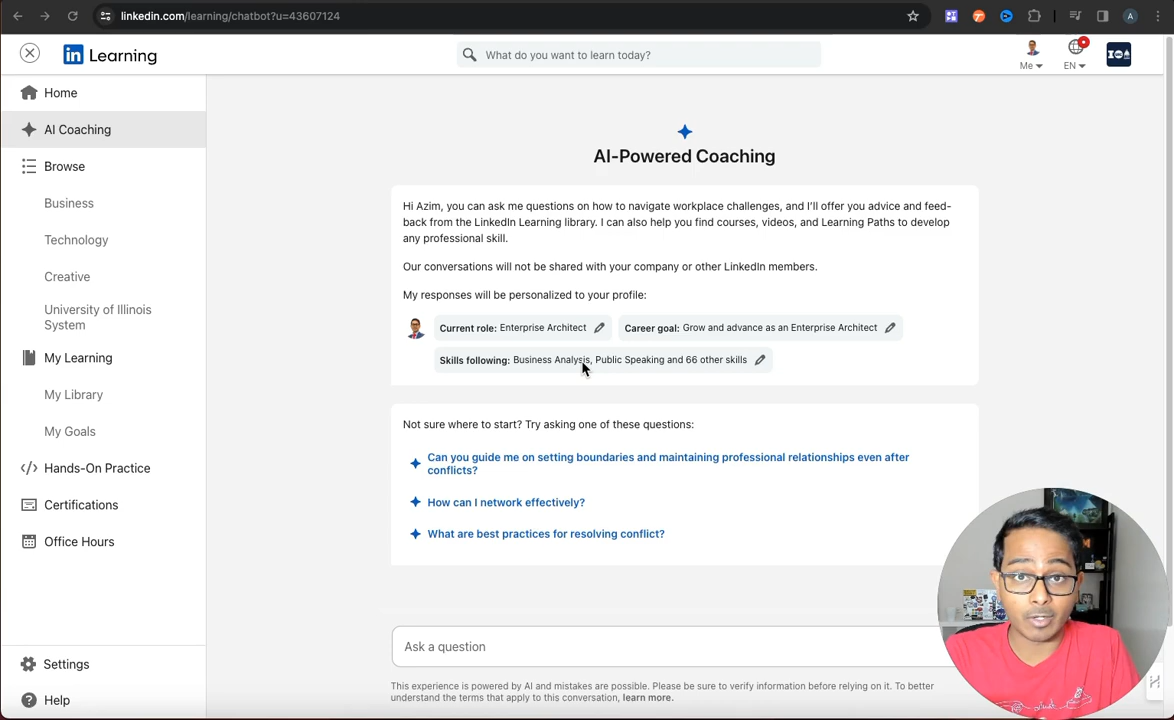 linkedin.com/learning/chatbot?u=43607124
A
in Learning
What do you want to learn today?
Me
EN
Home
AI Coaching
Browse
Business
Technology
Creative
University of Illinois
System
My Learning
My Library
My Goals
Hands-On Practice
Certifications
Office Hours
Settings
Help
AI-Powered Coaching
Hi Azim, you can ask me questions on how to navigate workplace challenges, and I'll offer you advice and feed-
back from the LinkedIn Learning library. I can also help you find courses, videos, and Learning Paths to develop
any professional skill.
Our conversations will not be shared with your company or other LinkedIn members.
My responses will be personalized to your profile:
Current role: Enterprise Architect
Career goal: Grow and advance as an Enterprise Architect
Skills following: Business Analysis, Public Speaking and 66 other skills
Not sure where to start? Try asking one of these questions:
Can you guide me on setting boundaries and maintaining professional relationships even after
conflicts?
How can I network effectively?
What are best practices for resolving conflict?
Ask a question
This experience is powered by AI and mistakes are possible. Please be sure to verify information before relying on it. To better
understand the terms that apply to this conversation, learn more.